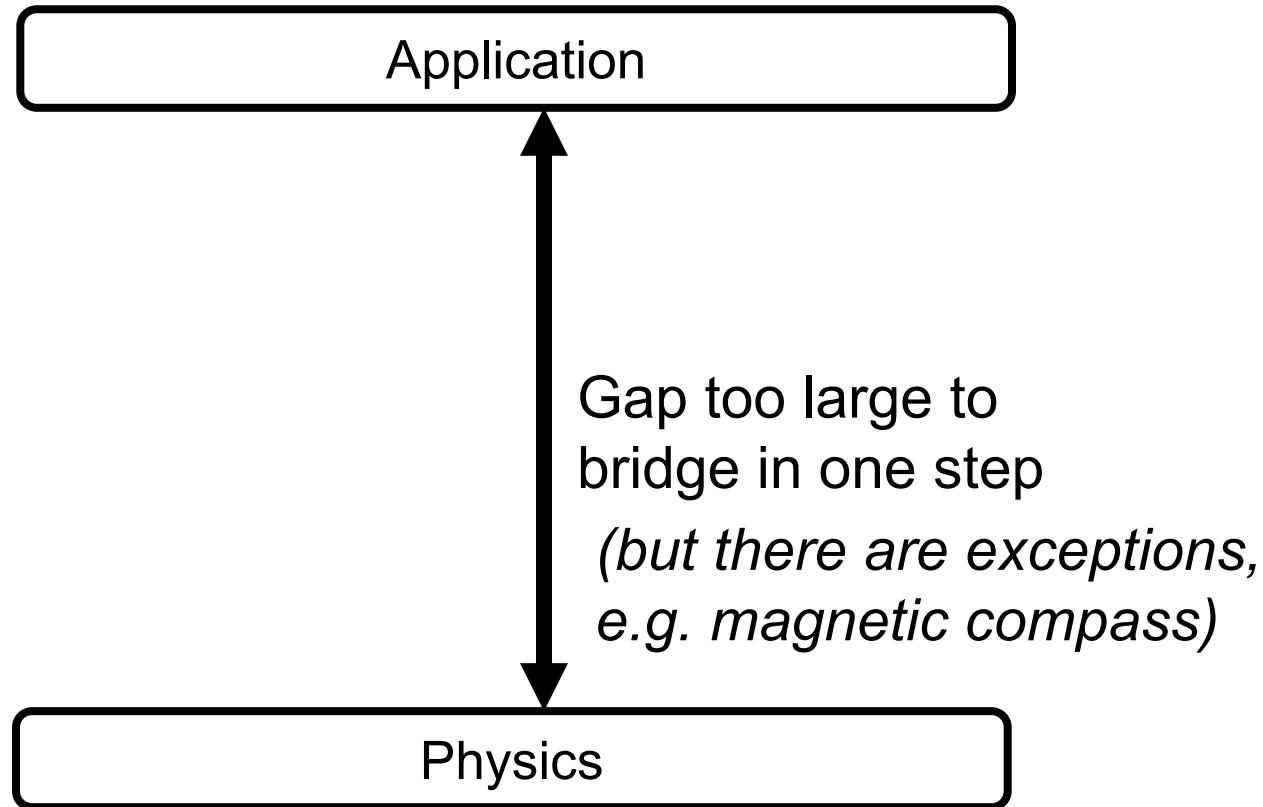 Application
Gap too large to
bridge in one step
(but there are exceptions,
e.g. magnetic compass)
Physics